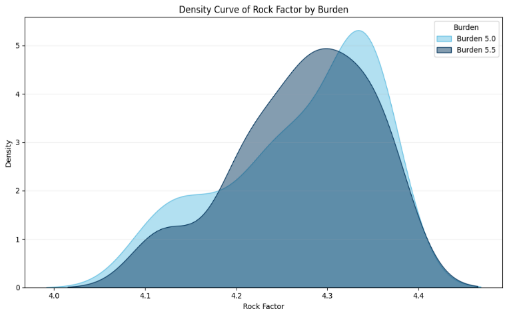 Density Curve of Rock Factor by Burden
Burden
Burden 5.0
Burden 5.5
Density
5
4
3
2
1
0
4.0 4.1 4.2 4.3 4.4
Rock Factor